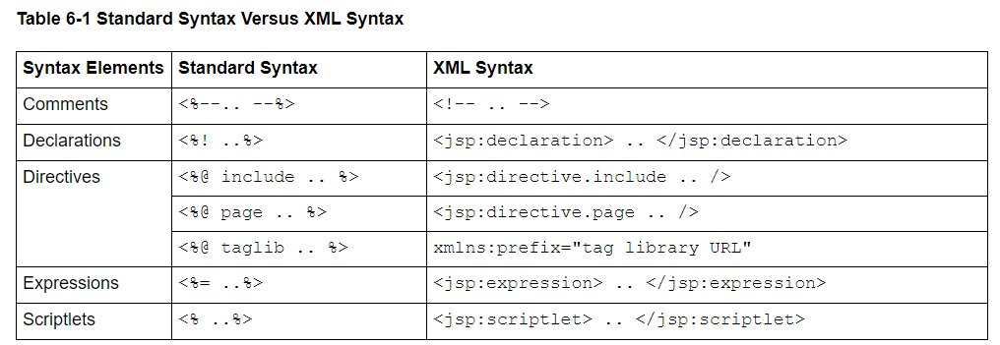 Table 6-1 Standard Syntax Versus XML Syntax
Syntax Elements Standard Syntax XML Syntax
Comments <%--.. --%> <!-- .. -->
Declarations <%! ..%> <jsp:declaration> .. </jsp:declaration>
Directives <%@ include .. %> <jsp:directive.include .. />
<%@ page .. %> <jsp:directive.page .. />
<%@ taglib .. %> xmlns:prefix="tag library URL"
Expressions <%= ..%> <jsp:expression> .. </jsp:expression>
Scriptlets <% ..%> <jsp:scriptlet> .. </jsp:scriptlet>